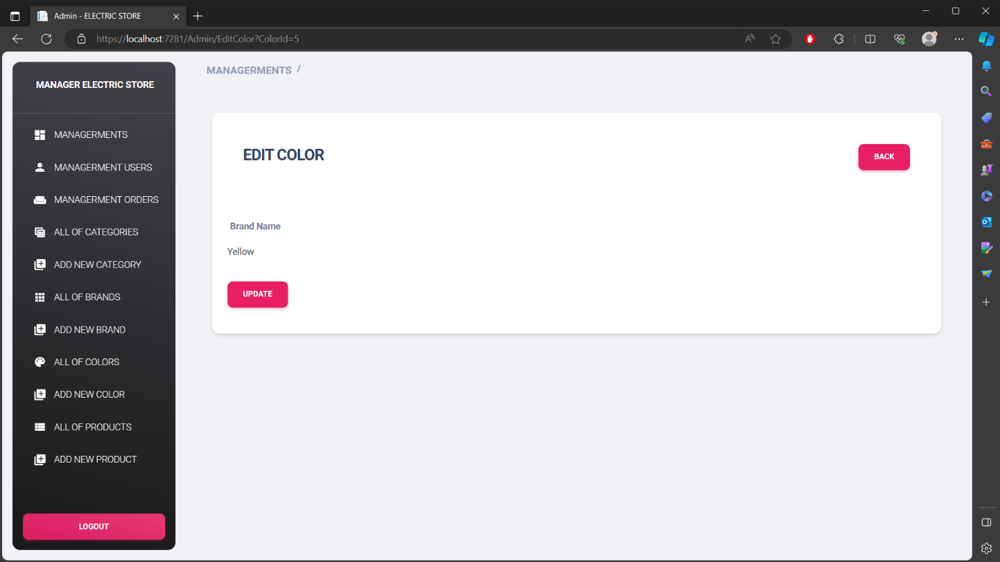 Admin - ELECTRIC STORE
https://localhost:7281/Admin/EditColor?ColorId=5
MANAGER ELECTRIC STORE
MANAGERMENTS
MANAGERMENT USERS
MANAGERMENT ORDERS
ALL OF CATEGORIES
ADD NEW CATEGORY
ALL OF BRANDS
ADD NEW BRAND
ALL OF COLORS
ADD NEW COLOR
ALL OF PRODUCTS
ADD NEW PRODUCT
LOGOUT
MANAGERMENTS /
EDIT COLOR
BACK
Brand Name
Yellow
UPDATE